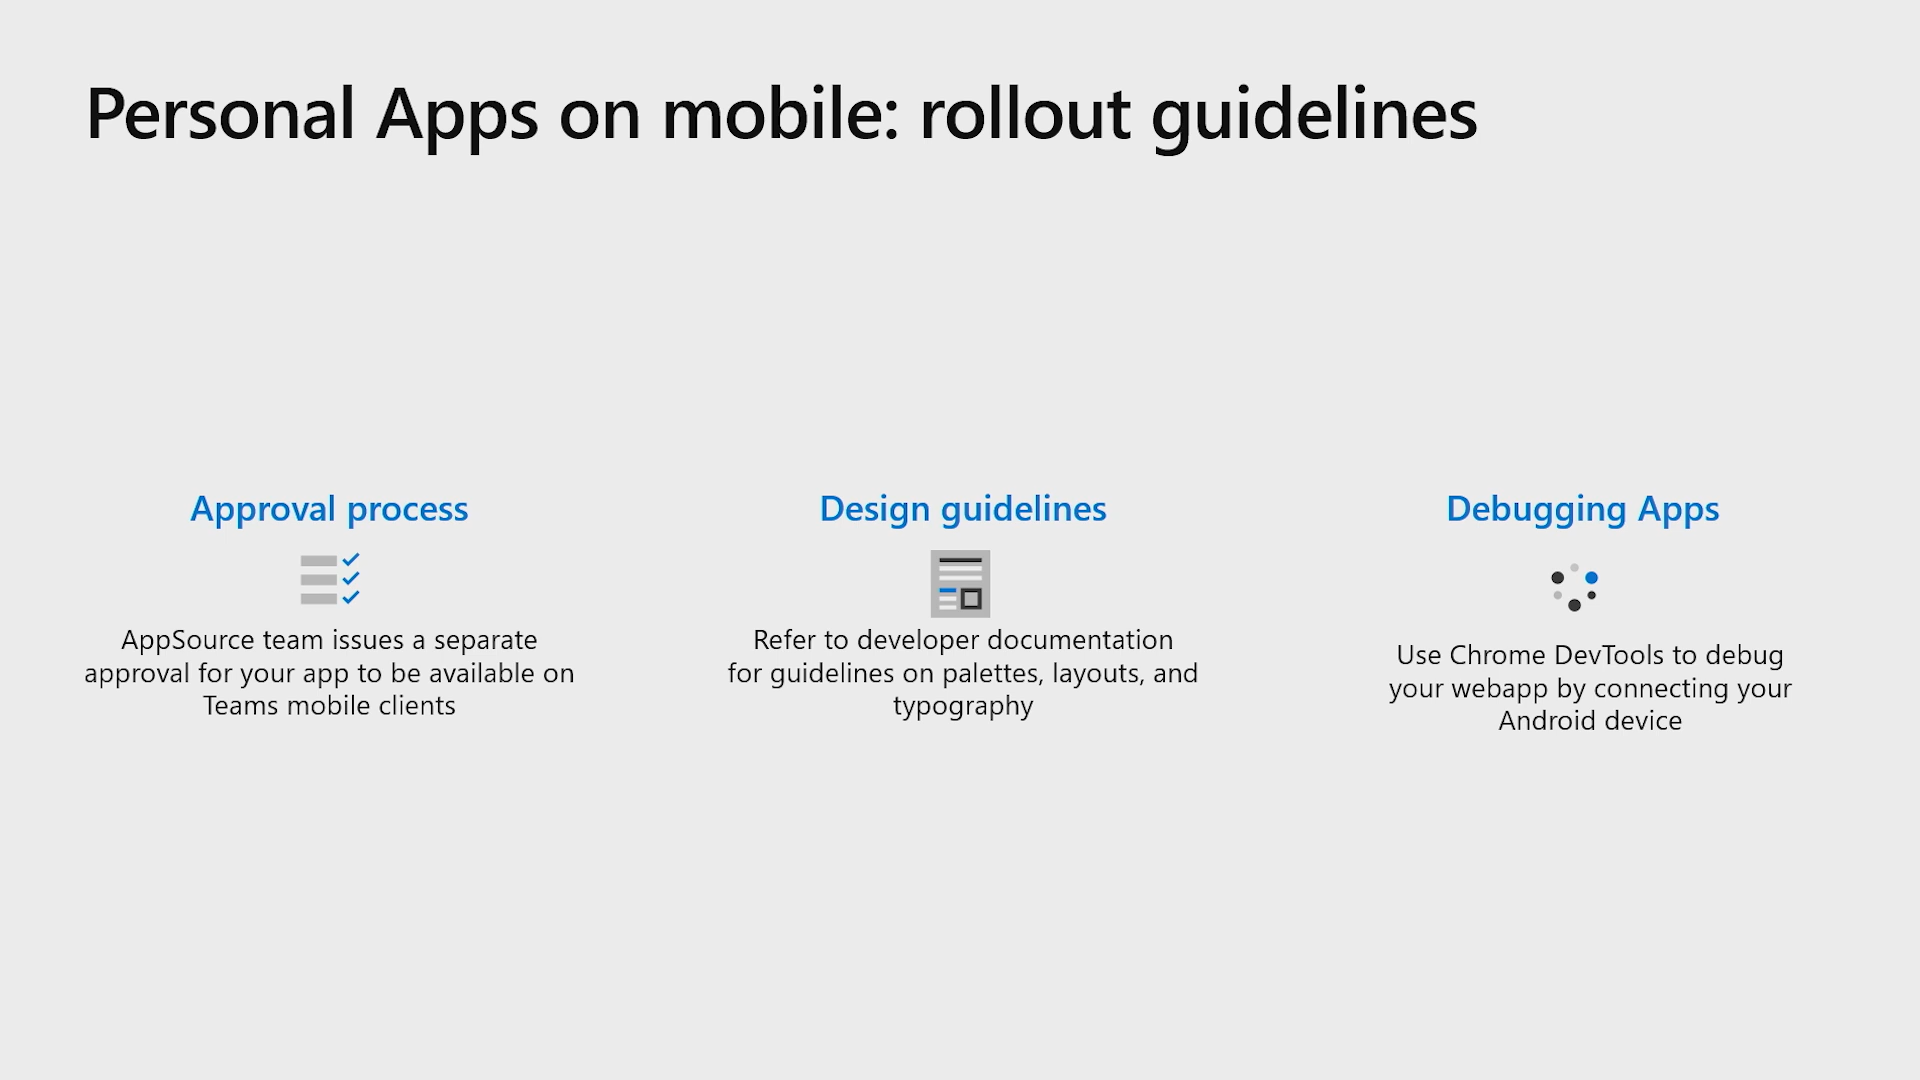 Personal Apps on mobile: rollout guidelines
Approval process
AppSource team issues a separate
approval for your app to be available on
Teams mobile clients
Design guidelines
Refer to developer documentation
for guidelines on palettes, layouts, and
typography
Debugging Apps
Use Chrome DevTools to debug
your webapp by connecting your
Android device